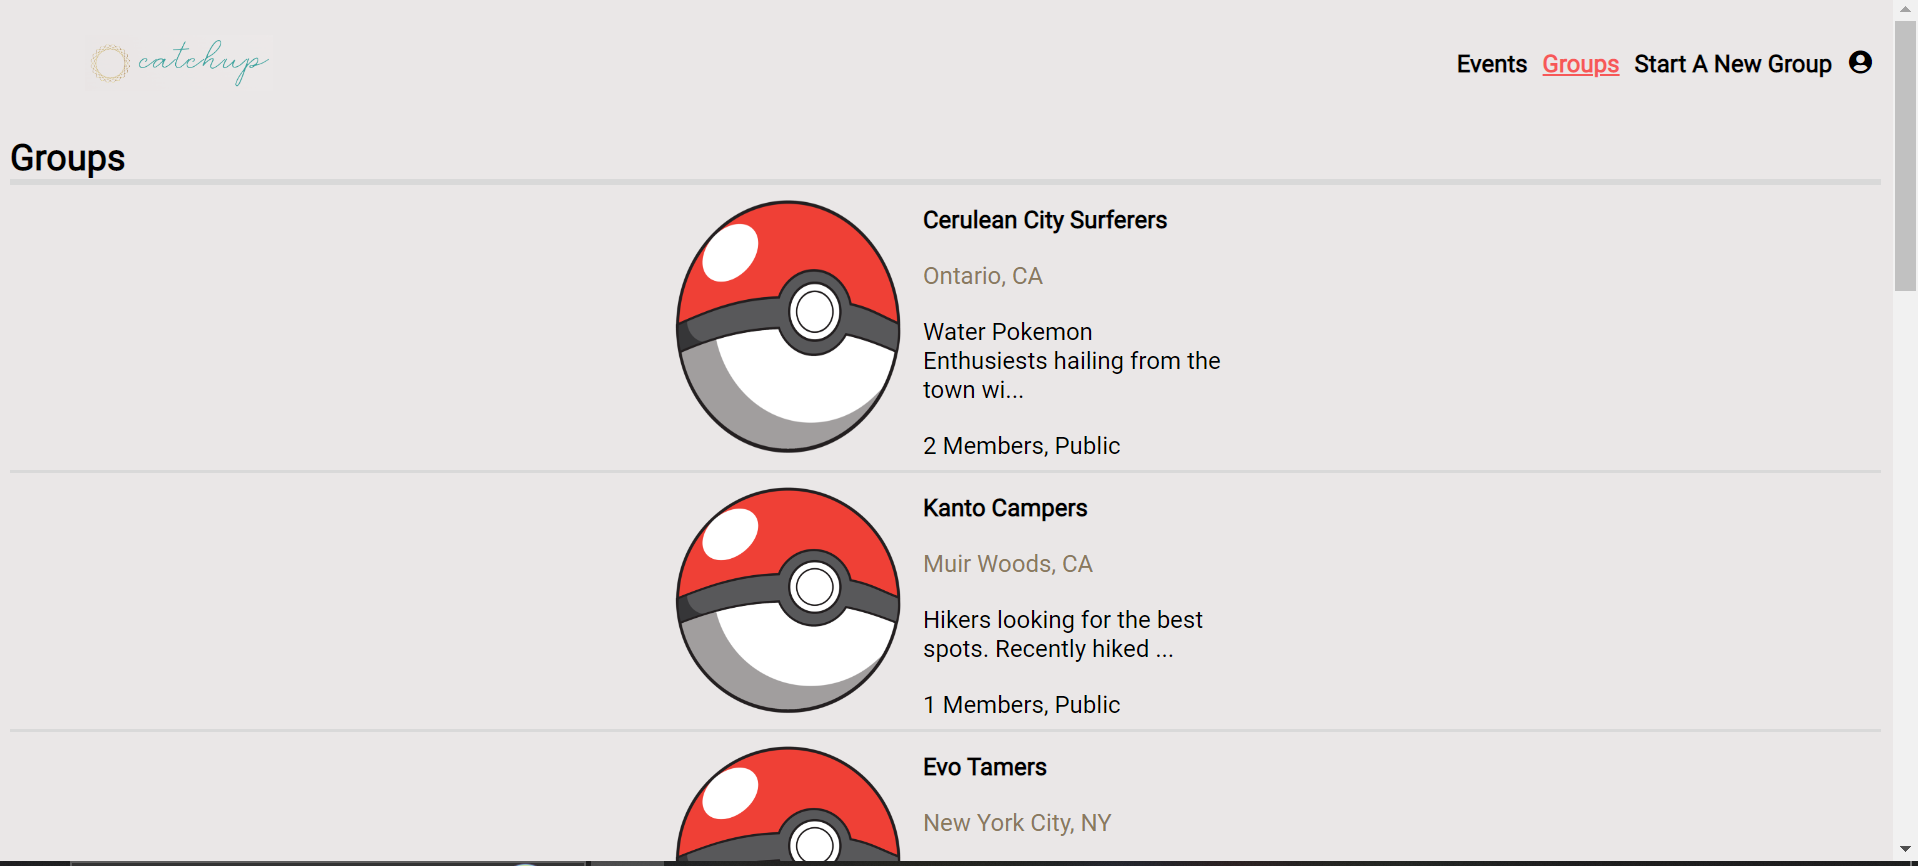 catchup
Events Groups Start A New Group
Groups
Cerulean City Surferers
Ontario, CA
Water Pokemon
Enthusiasts hailing from the
town wi...
2 Members, Public
Kanto Campers
Muir Woods, CA
Hikers looking for the best
spots. Recently hiked ...
1 Members, Public
Evo Tamers
New York City, NY